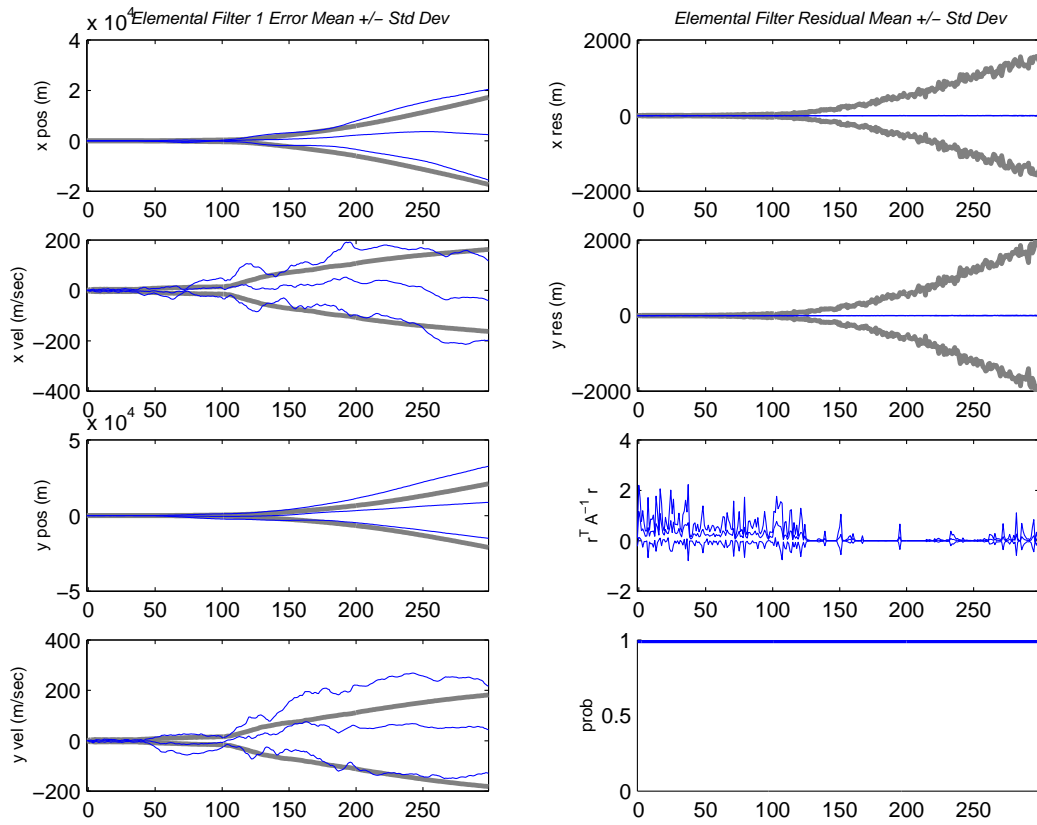 x 10^4
Elemental Filter 1 Error Mean +/− Std Dev
4
2
0
−2
x pos (m)
0 50 100 150 200 250
200
0
−200
−400
x vel (m/sec)
0 50 100 150 200 250
x 10^4
5
0
−5
y pos (m)
0 50 100 150 200 250
400
200
0
−200
y vel (m/sec)
0 50 100 150 200 250
Elemental Filter Residual Mean +/− Std Dev
2000
0
−2000
x res (m)
0 50 100 150 200 250
2000
0
−2000
y res (m)
0 50 100 150 200 250
4
2
0
−2
r^T A^−1 r
0 50 100 150 200 250
1
0.5
0
prob
0 50 100 150 200 250